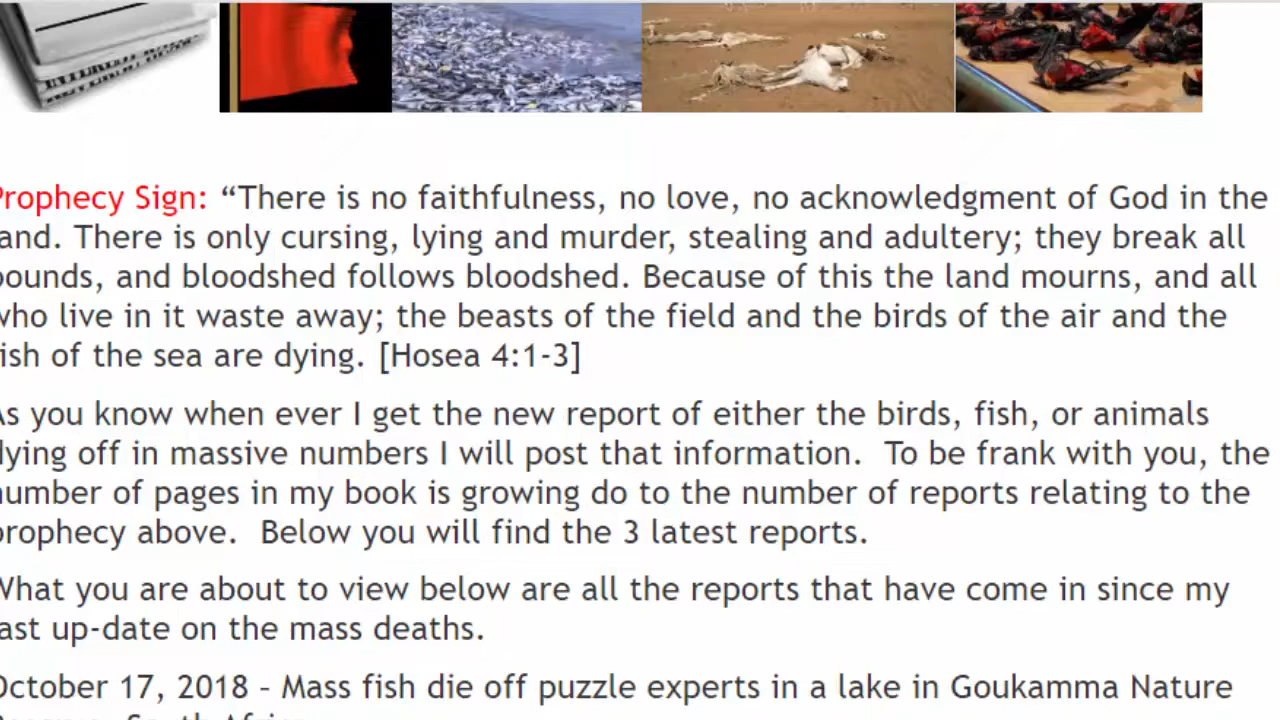 Prophecy Sign: “There is no faithfulness, no love, no acknowledgment of God in the
land. There is only cursing, lying and murder, stealing and adultery; they break all
bounds, and bloodshed follows bloodshed. Because of this the land mourns, and all
who live in it waste away; the beasts of the field and the birds of the air and the
fish of the sea are dying. [Hosea 4:1-3]
As you know when ever I get the new report of either the birds, fish, or animals
dying off in massive numbers I will post that information.  To be frank with you, the
number of pages in my book is growing do to the number of reports relating to the
prophecy above.  Below you will find the 3 latest reports.
What you are about to view below are all the reports that have come in since my
last up-date on the mass deaths.
October 17, 2018 – Mass fish die off puzzle experts in a lake in Goukamma Nature
Reserve, South Africa